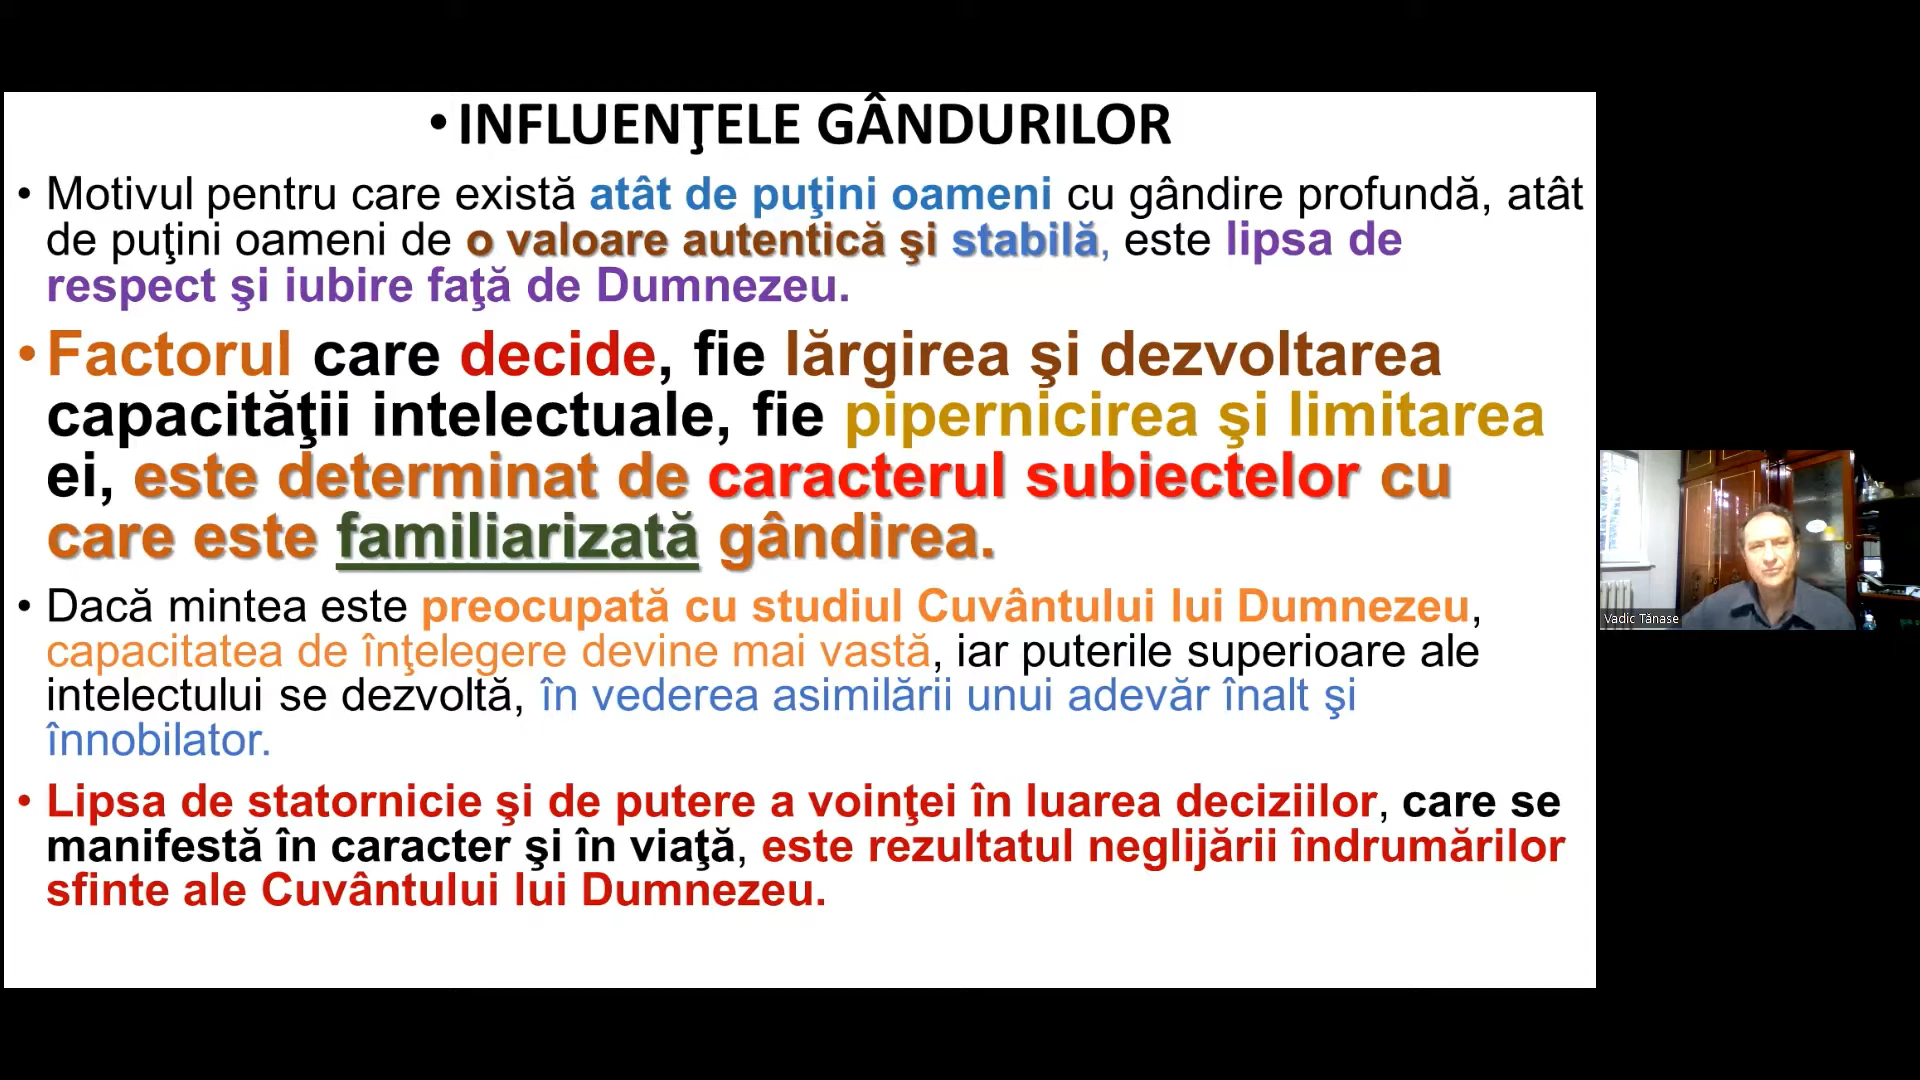 • INFLUENŢELE GÂNDURILOR
• Motivul pentru care există atât de puţini oameni cu gândire profundă, atât
de puţini oameni de o valoare autentică şi stabilă, este lipsa de
respect şi iubire faţă de Dumnezeu.
• Factorul care decide, fie lărgirea şi dezvoltarea
capacităţii intelectuale, fie pipernicirea şi limitarea
ei, este determinat de caracterul subiectelor cu
care este familiarizată gândirea.
• Dacă mintea este preocupată cu studiul Cuvântului lui Dumnezeu,
capacitatea de înţelegere devine mai vastă, iar puterile superioare ale
intelectului se dezvoltă, în vederea asimilării unui adevăr înalt şi
înnobilator.
• Lipsa de statornicie şi de putere a voinţei în luarea deciziilor, care se
manifestă în caracter şi în viaţă, este rezultatul neglijării îndrumărilor
sfinte ale Cuvântului lui Dumnezeu.
Vadic Tănase